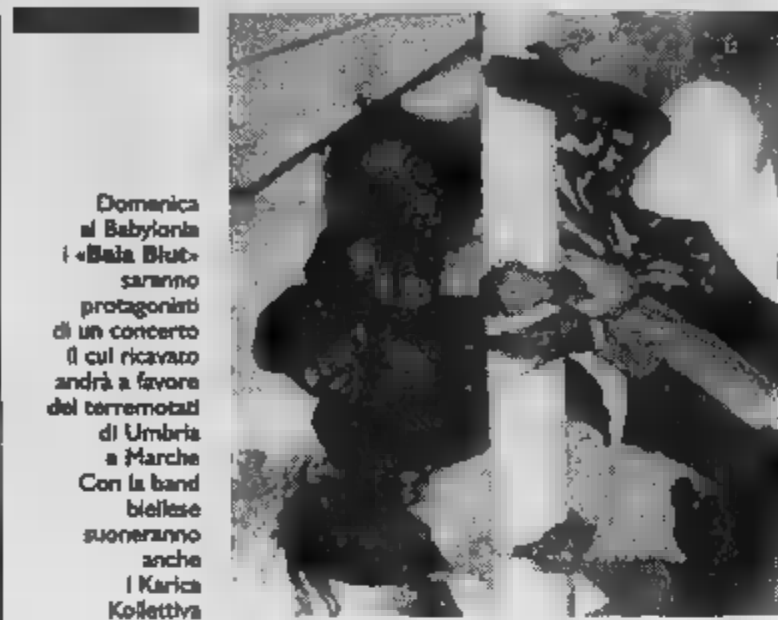 Domenica
al Babylonia
i «Bala Blut»
saranno
protagonisti
di un concerto
il cui ricavato
andrà a favore
dei terremotati
di Umbria
e Marche
Con la band
biellese
suoneranno
anche
i Karica
Kollettiva